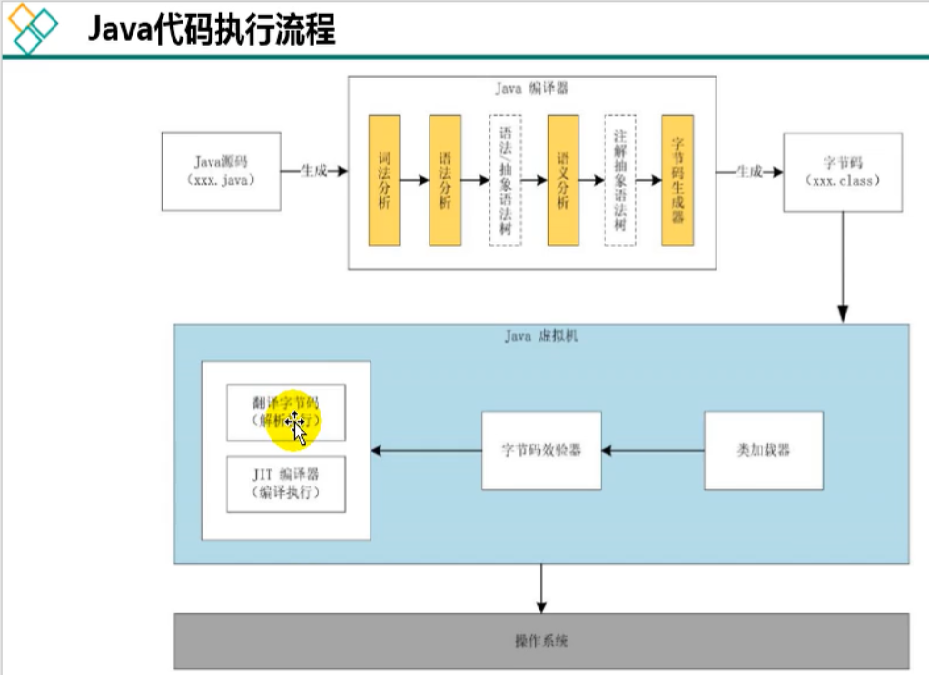 Java代码执行流程
Java 编译器
Java源码
（xxx.java）
生成
词法分析
语法分析
语法/抽象语法树
语义分析
注解抽象语法树
字节码生成器
生成
字节码
（xxx.class）
Java 虚拟机
翻译字节码
（解析执行）
JIT 编译器
（编译执行）
字节码效验器
类加载器
操作系统